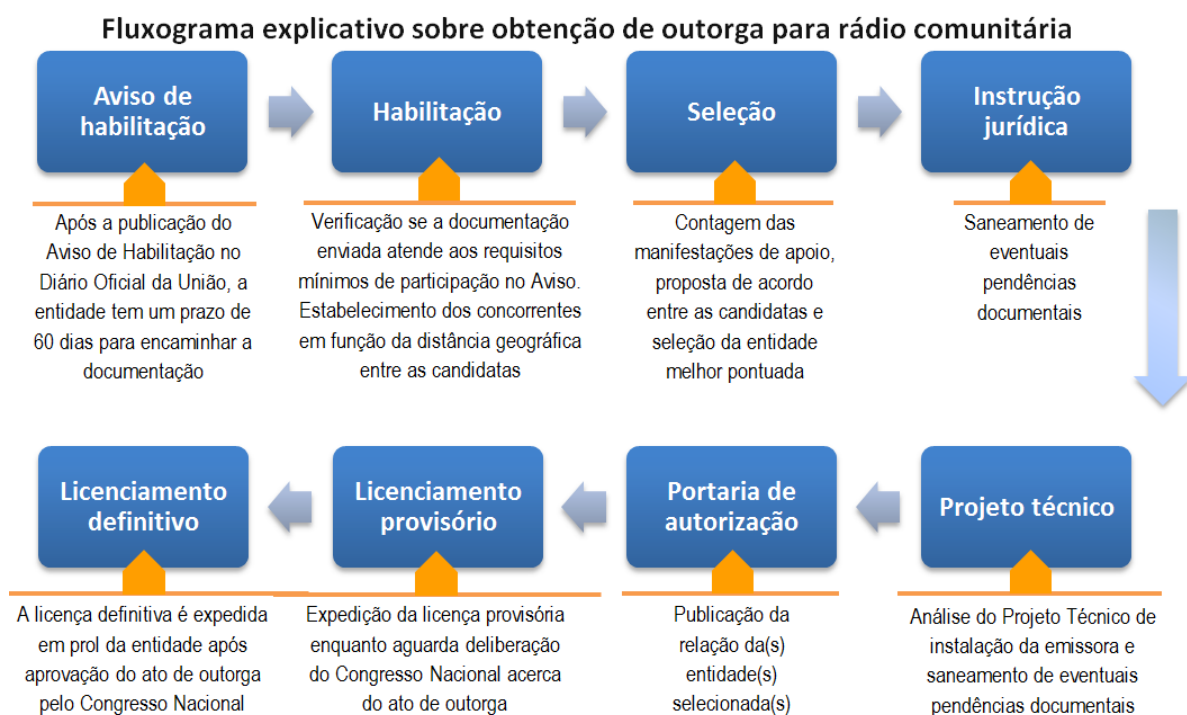 Fluxograma explicativo sobre obtenção de outorga para rádio comunitária
Aviso de
habilitação
Após a publicação do
Aviso de Habilitação no
Diário Oficial da União, a
entidade tem um prazo de
60 dias para encaminhar a
documentação
Habilitação
Verificação se a documentação
enviada atende aos requisitos
mínimos de participação no Aviso.
Estabelecimento dos concorrentes
em função da distância geográfica
entre as candidatas
Seleção
Contagem das
manifestações de apoio,
proposta de acordo
entre as candidatas e
seleção da entidade
melhor pontuada
Instrução
jurídica
Saneamento de
eventuais
pendências
documentais
Projeto técnico
Análise do Projeto Técnico de
instalação da emissora e
saneamento de eventuais
pendências documentais
Portaria de
autorização
Publicação da
relação da(s)
entidade(s)
selecionada(s)
Licenciamento
provisório
Expedição da licença provisória
enquanto aguarda deliberação
do Congresso Nacional acerca
do ato de outorga
Licenciamento
definitivo
A licença definitiva é expedida
em prol da entidade após
aprovação do ato de outorga
pelo Congresso Nacional